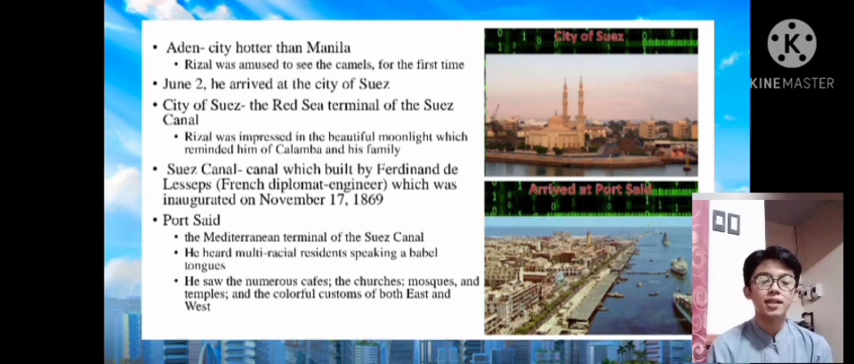 • Aden- city hotter than Manila
• Rizal was amused to see the camels, for the first time
• June 2, he arrived at the city of Suez
• City of Suez- the Red Sea terminal of the Suez
Canal
• Rizal was impressed in the beautiful moonlight which
reminded him of Calamba and his family
• Suez Canal- canal which built by Ferdinand de
Lesseps (French diplomat-engineer) which was
inaugurated on November 17, 1869
• Port Said
• the Mediterranean terminal of the Suez Canal
• He heard multi-racial residents speaking a babel
tongues
• He saw the numerous cafes; the churches; mosques, and
temples; and the colorful customs of both East and
West
City of Suez
Arrived at Port Said
K
KINEMASTER